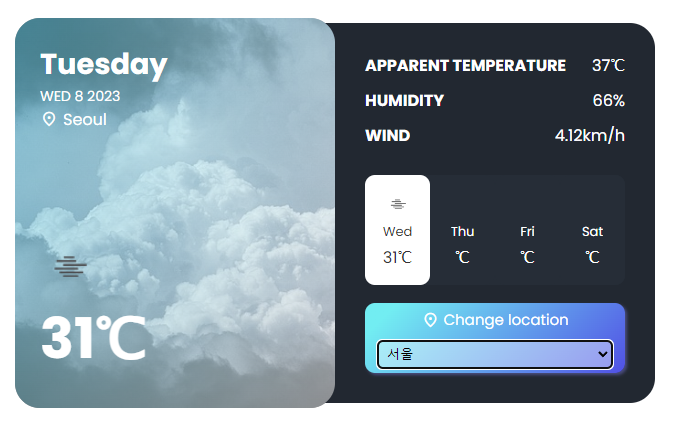 Tuesday
WED 8 2023
Seoul
31℃
APPARENT TEMPERATURE 37℃
HUMIDITY 66%
WIND 4.12km/h
Wed Thu Fri Sat
31℃ ℃ ℃ ℃
Change location
서울